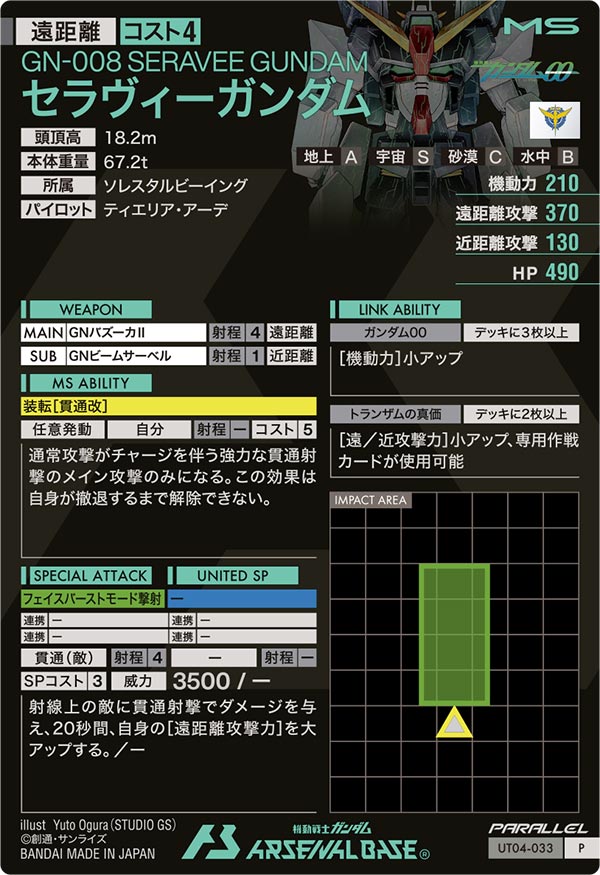 遠距離 コスト4
MS
GN-008 SERAVEE GUNDAM
ガンダム00
セラヴィーガンダム
頭頂高 18.2m
本体重量 67.2t
所属 ソレスタルビーイング
パイロット ティエリア・アーデ
地上 A 宇宙 S 砂漠 C 水中 B
機動力 210
遠距離攻撃 370
近距離攻撃 130
HP 490
WEAPON
MAIN GNバズーカII 射程 4 遠距離
SUB GNビームサーベル 射程 1 近距離
MS ABILITY
装転[貫通改]
任意発動 自分 射程 ー コスト 5
通常攻撃がチャージを伴う強力な貫通射
撃のメイン攻撃のみになる。この効果は
自身が撤退するまで解除できない。
LINK ABILITY
ガンダム00 デッキに3枚以上
[機動力]小アップ
トランザムの真価 デッキに2枚以上
[遠／近攻撃力]小アップ、専用作戦
カードが使用可能
IMPACT AREA
SPECIAL ATTACK UNITED SP
フェイスバーストモード撃射 ー
連携 ー 連携 ー
連携 ー 連携 ー
貫通(敵) 射程 4 ー 射程 ー
SPコスト 3 威力 3500 / ー
射線上の敵に貫通射撃でダメージを与
え、20秒間、自身の[遠距離攻撃力]を大
アップする。／ー
illust Yuto Ogura(STUDIO GS)
©創通・サンライズ
BANDAI MADE IN JAPAN
機動戦士ガンダム
AB ARSENAL BASE®
PARALLEL
UT04-033 P